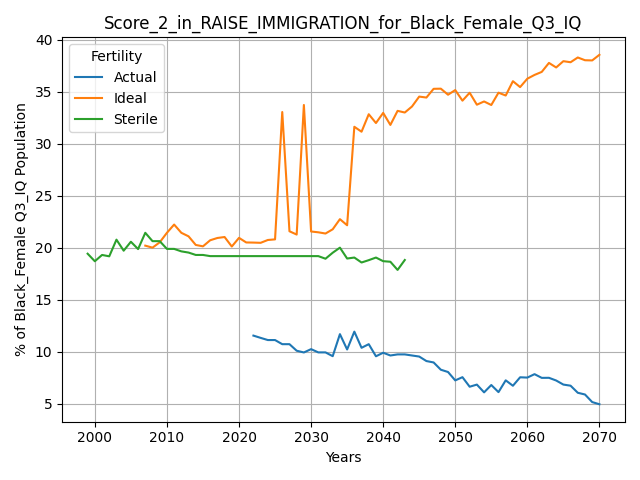 Score_2_in_RAISE_IMMIGRATION_for_Black_Female_Q3_IQ
Fertility
Actual
Ideal
Sterile
% of Black_Female Q3_IQ Population
40
35
30
25
20
15
10
5
2000 2010 2020 2030 2040 2050 2060 2070
Years